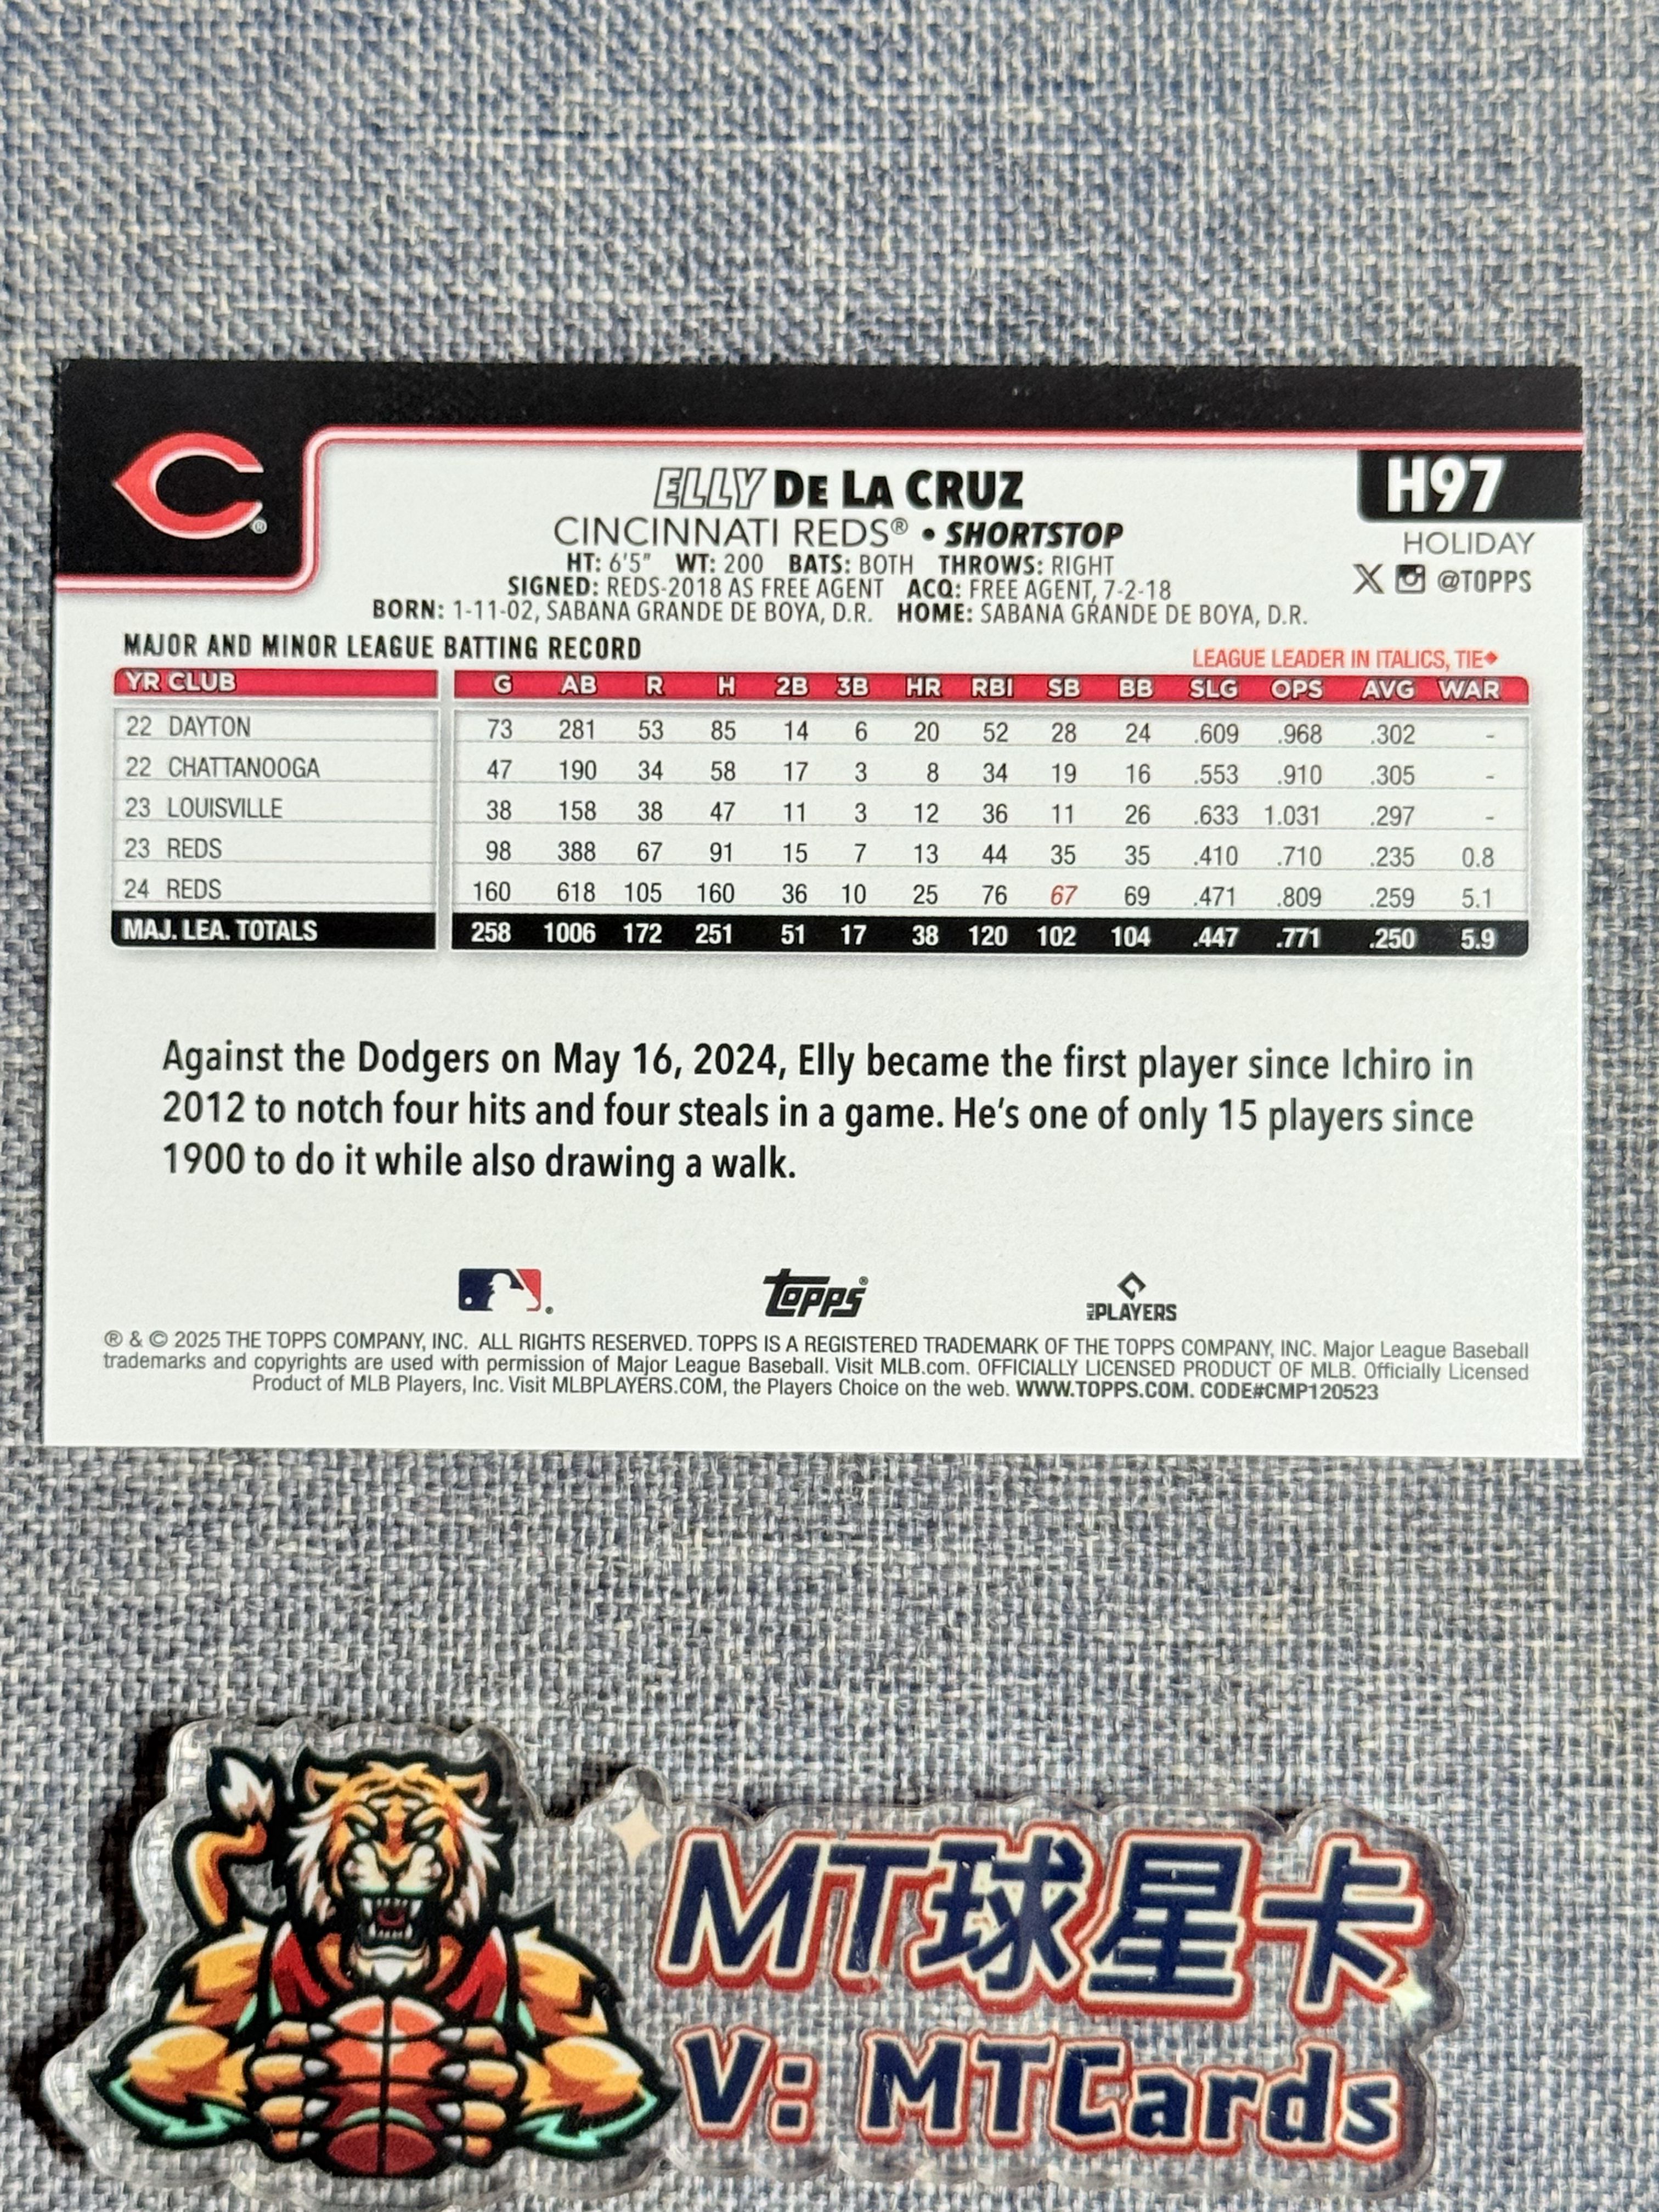 ELLY DE LA CRUZ
H97
CINCINNATI REDS® • SHORTSTOP
HOLIDAY
HT: 6'5" WT: 200 BATS: BOTH THROWS: RIGHT
X @TOPPS
SIGNED: REDS-2018 AS FREE AGENT ACQ: FREE AGENT, 7-2-18
BORN: 1-11-02, SABANA GRANDE DE BOYA, D.R. HOME: SABANA GRANDE DE BOYA, D.R.
MAJOR AND MINOR LEAGUE BATTING RECORD
LEAGUE LEADER IN ITALICS, TIE◆
YR CLUB G AB R H 2B 3B HR RBI SB BB SLG OPS AVG WAR
22 DAYTON 73 281 53 85 14 6 20 52 28 24 .609 .968 .302 -
22 CHATTANOOGA 47 190 34 58 17 3 8 34 19 16 .553 .910 .305 -
23 LOUISVILLE 38 158 38 47 11 3 12 36 11 26 .633 1.031 .297 -
23 REDS 98 388 67 91 15 7 13 44 35 35 .410 .710 .235 0.8
24 REDS 160 618 105 160 36 10 25 76 67 69 .471 .809 .259 5.1
MAJ. LEA. TOTALS 258 1006 172 251 51 17 38 120 102 104 .447 .771 .250 5.9
Against the Dodgers on May 16, 2024, Elly became the first player since Ichiro in
2012 to notch four hits and four steals in a game. He's one of only 15 players since
1900 to do it while also drawing a walk.
topps®
MLB PLAYERS
® & © 2025 THE TOPPS COMPANY, INC. ALL RIGHTS RESERVED. TOPPS IS A REGISTERED TRADEMARK OF THE TOPPS COMPANY, INC. Major League Baseball
trademarks and copyrights are used with permission of Major League Baseball. Visit MLB.com. OFFICIALLY LICENSED PRODUCT OF MLB. Officially Licensed
Product of MLB Players, Inc. Visit MLBPLAYERS.COM, the Players Choice on the web. WWW.TOPPS.COM. CODE#CMP120523
MT球星卡
V: MTCards